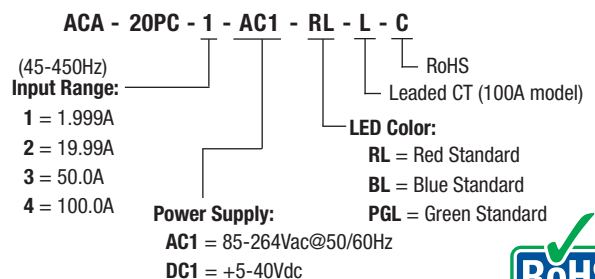 ACA - 20PC - 1 - AC1 - RL - L - C
RoHS
Leaded CT (100A model)
(45-450Hz)
Input Range:
1 = 1.999A
2 = 19.99A
3 = 50.0A
4 = 100.0A
LED Color:
RL = Red Standard
BL = Blue Standard
PGL = Green Standard
Power Supply:
AC1 = 85-264Vac@50/60Hz
DC1 = +5-40Vdc
RoHS